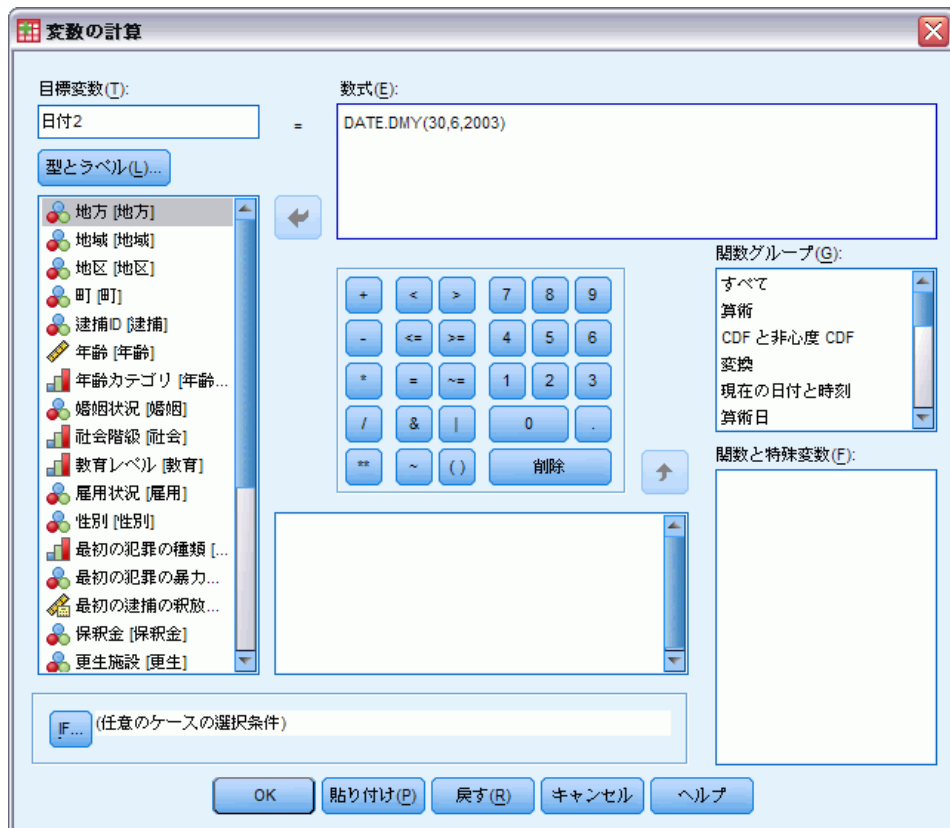 変数の計算
目標変数(T):
日付2
=
数式(E):
DATE.DMY(30,6,2003)
型とラベル(L)...
地方 [地方]
地域 [地域]
地区 [地区]
町 [町]
逮捕ID [逮捕]
年齢 [年齢]
年齢カテゴリ [年齢...
婚姻状況 [婚姻]
社会階級 [社会]
教育レベル [教育]
雇用状況 [雇用]
性別 [性別]
最初の犯罪の種類 [...
最初の犯罪の暴力...
最初の逮捕の釈放...
保釈金 [保釈金]
更生施設 [更生]
+ < > 7 8 9
- <= >= 4 5 6
* = ~= 1 2 3
/ & | 0 .
** ~ ( ) 削除
関数グループ(G):
すべて
算術
CDF と非心度 CDF
変換
現在の日付と時刻
算術日
関数と特殊変数(F):
IF... (任意のケースの選択条件)
OK 貼り付け(P) 戻す(R) キャンセル ヘルプ